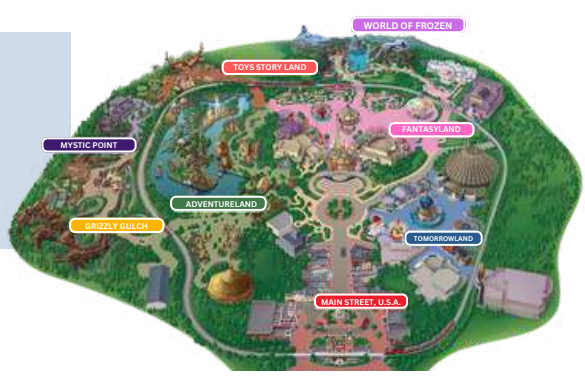 WORLD OF FROZEN
TOYS STORY LAND
FANTASYLAND
MYSTIC POINT
ADVENTURELAND
GRIZZLY GULCH
TOMORROWLAND
MAIN STREET, U.S.A.